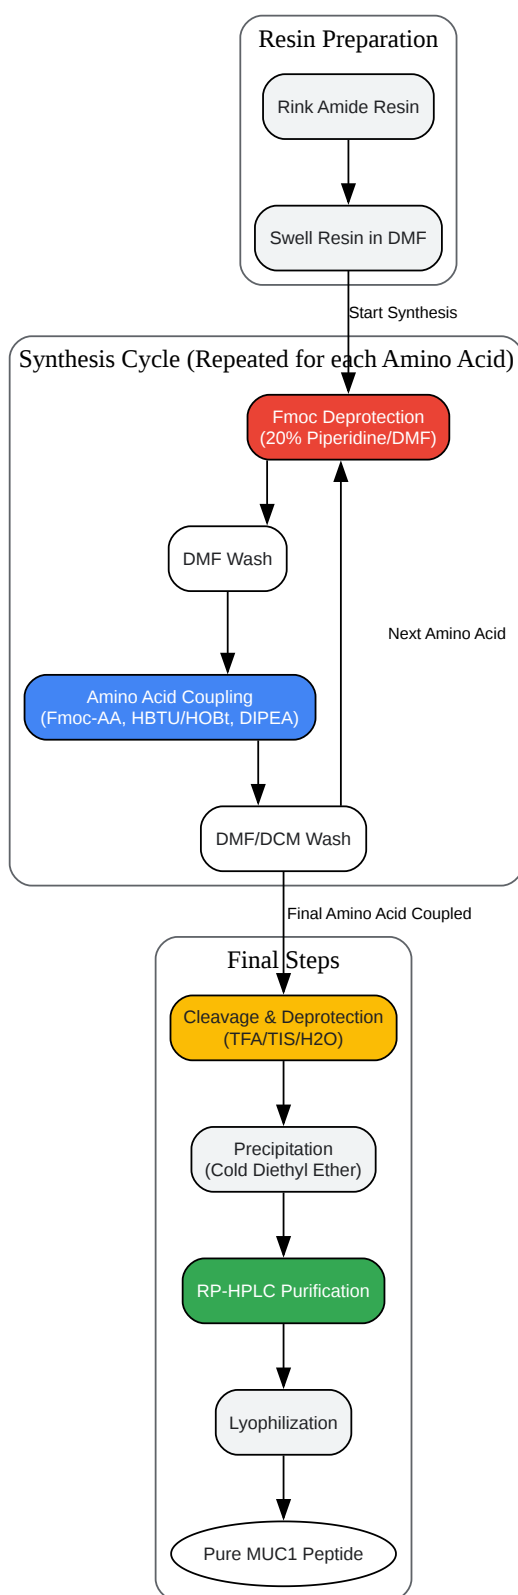 Resin Preparation
Rink Amide Resin
Swell Resin in DMF
Start Synthesis
Synthesis Cycle (Repeated for each Amino Acid)
Fmoc Deprotection
(20% Piperidine/DMF)
DMF Wash
Next Amino Acid
Amino Acid Coupling
(Fmoc-AA, HBTU/HOBt, DIPEA)
DMF/DCM Wash
Final Amino Acid Coupled
Final Steps
Cleavage & Deprotection
(TFA/TIS/H2O)
Precipitation
(Cold Diethyl Ether)
RP-HPLC Purification
Lyophilization
Pure MUC1 Peptide